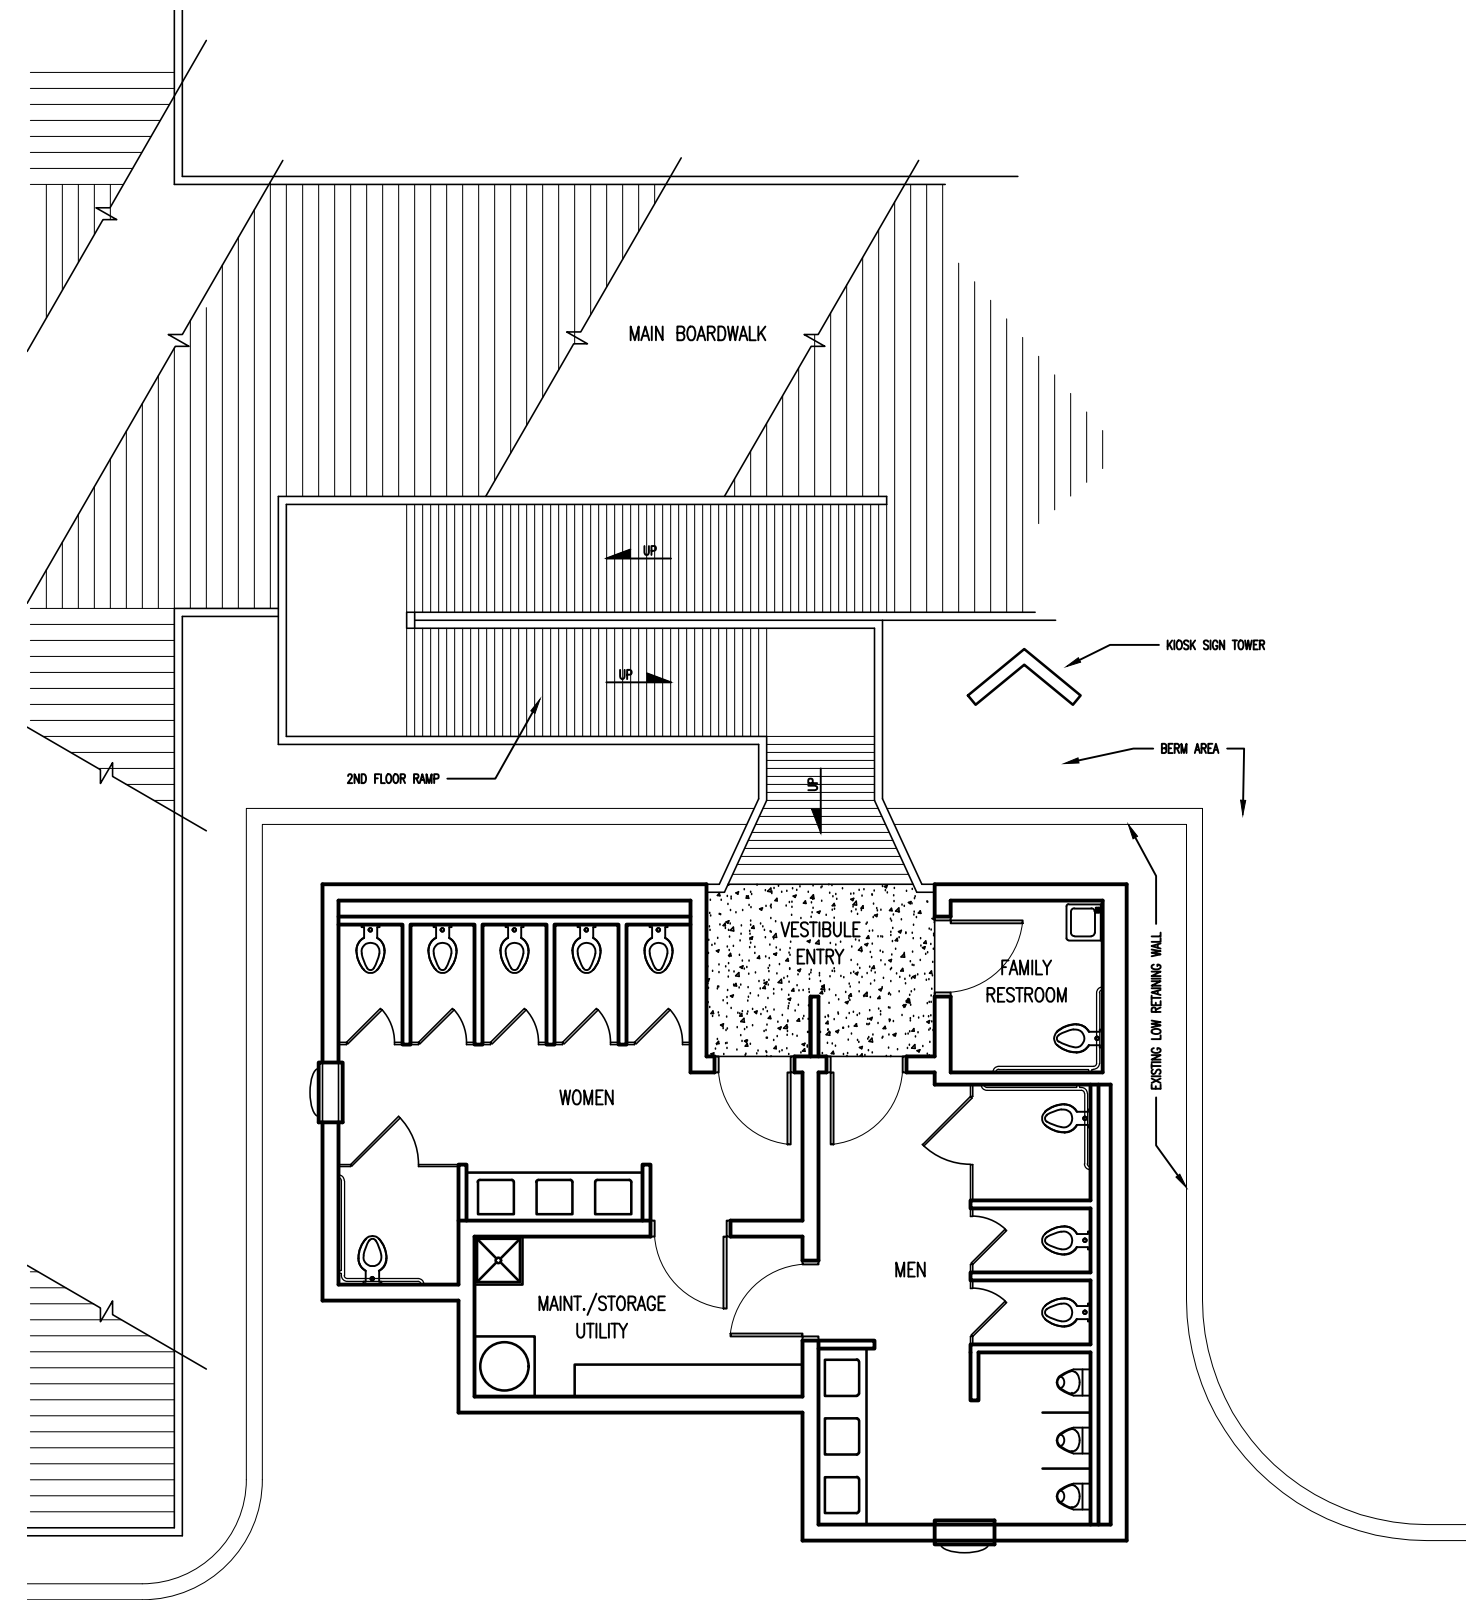 MAIN BOARDWALK
UP
KIOSK SIGN TOWER
UP
BERM AREA
2ND FLOOR RAMP
UP
VESTIBULE
ENTRY
FAMILY
RESTROOM
EXISTING LOW RETAINING WALL
WOMEN
MEN
MAINT./STORAGE
UTILITY